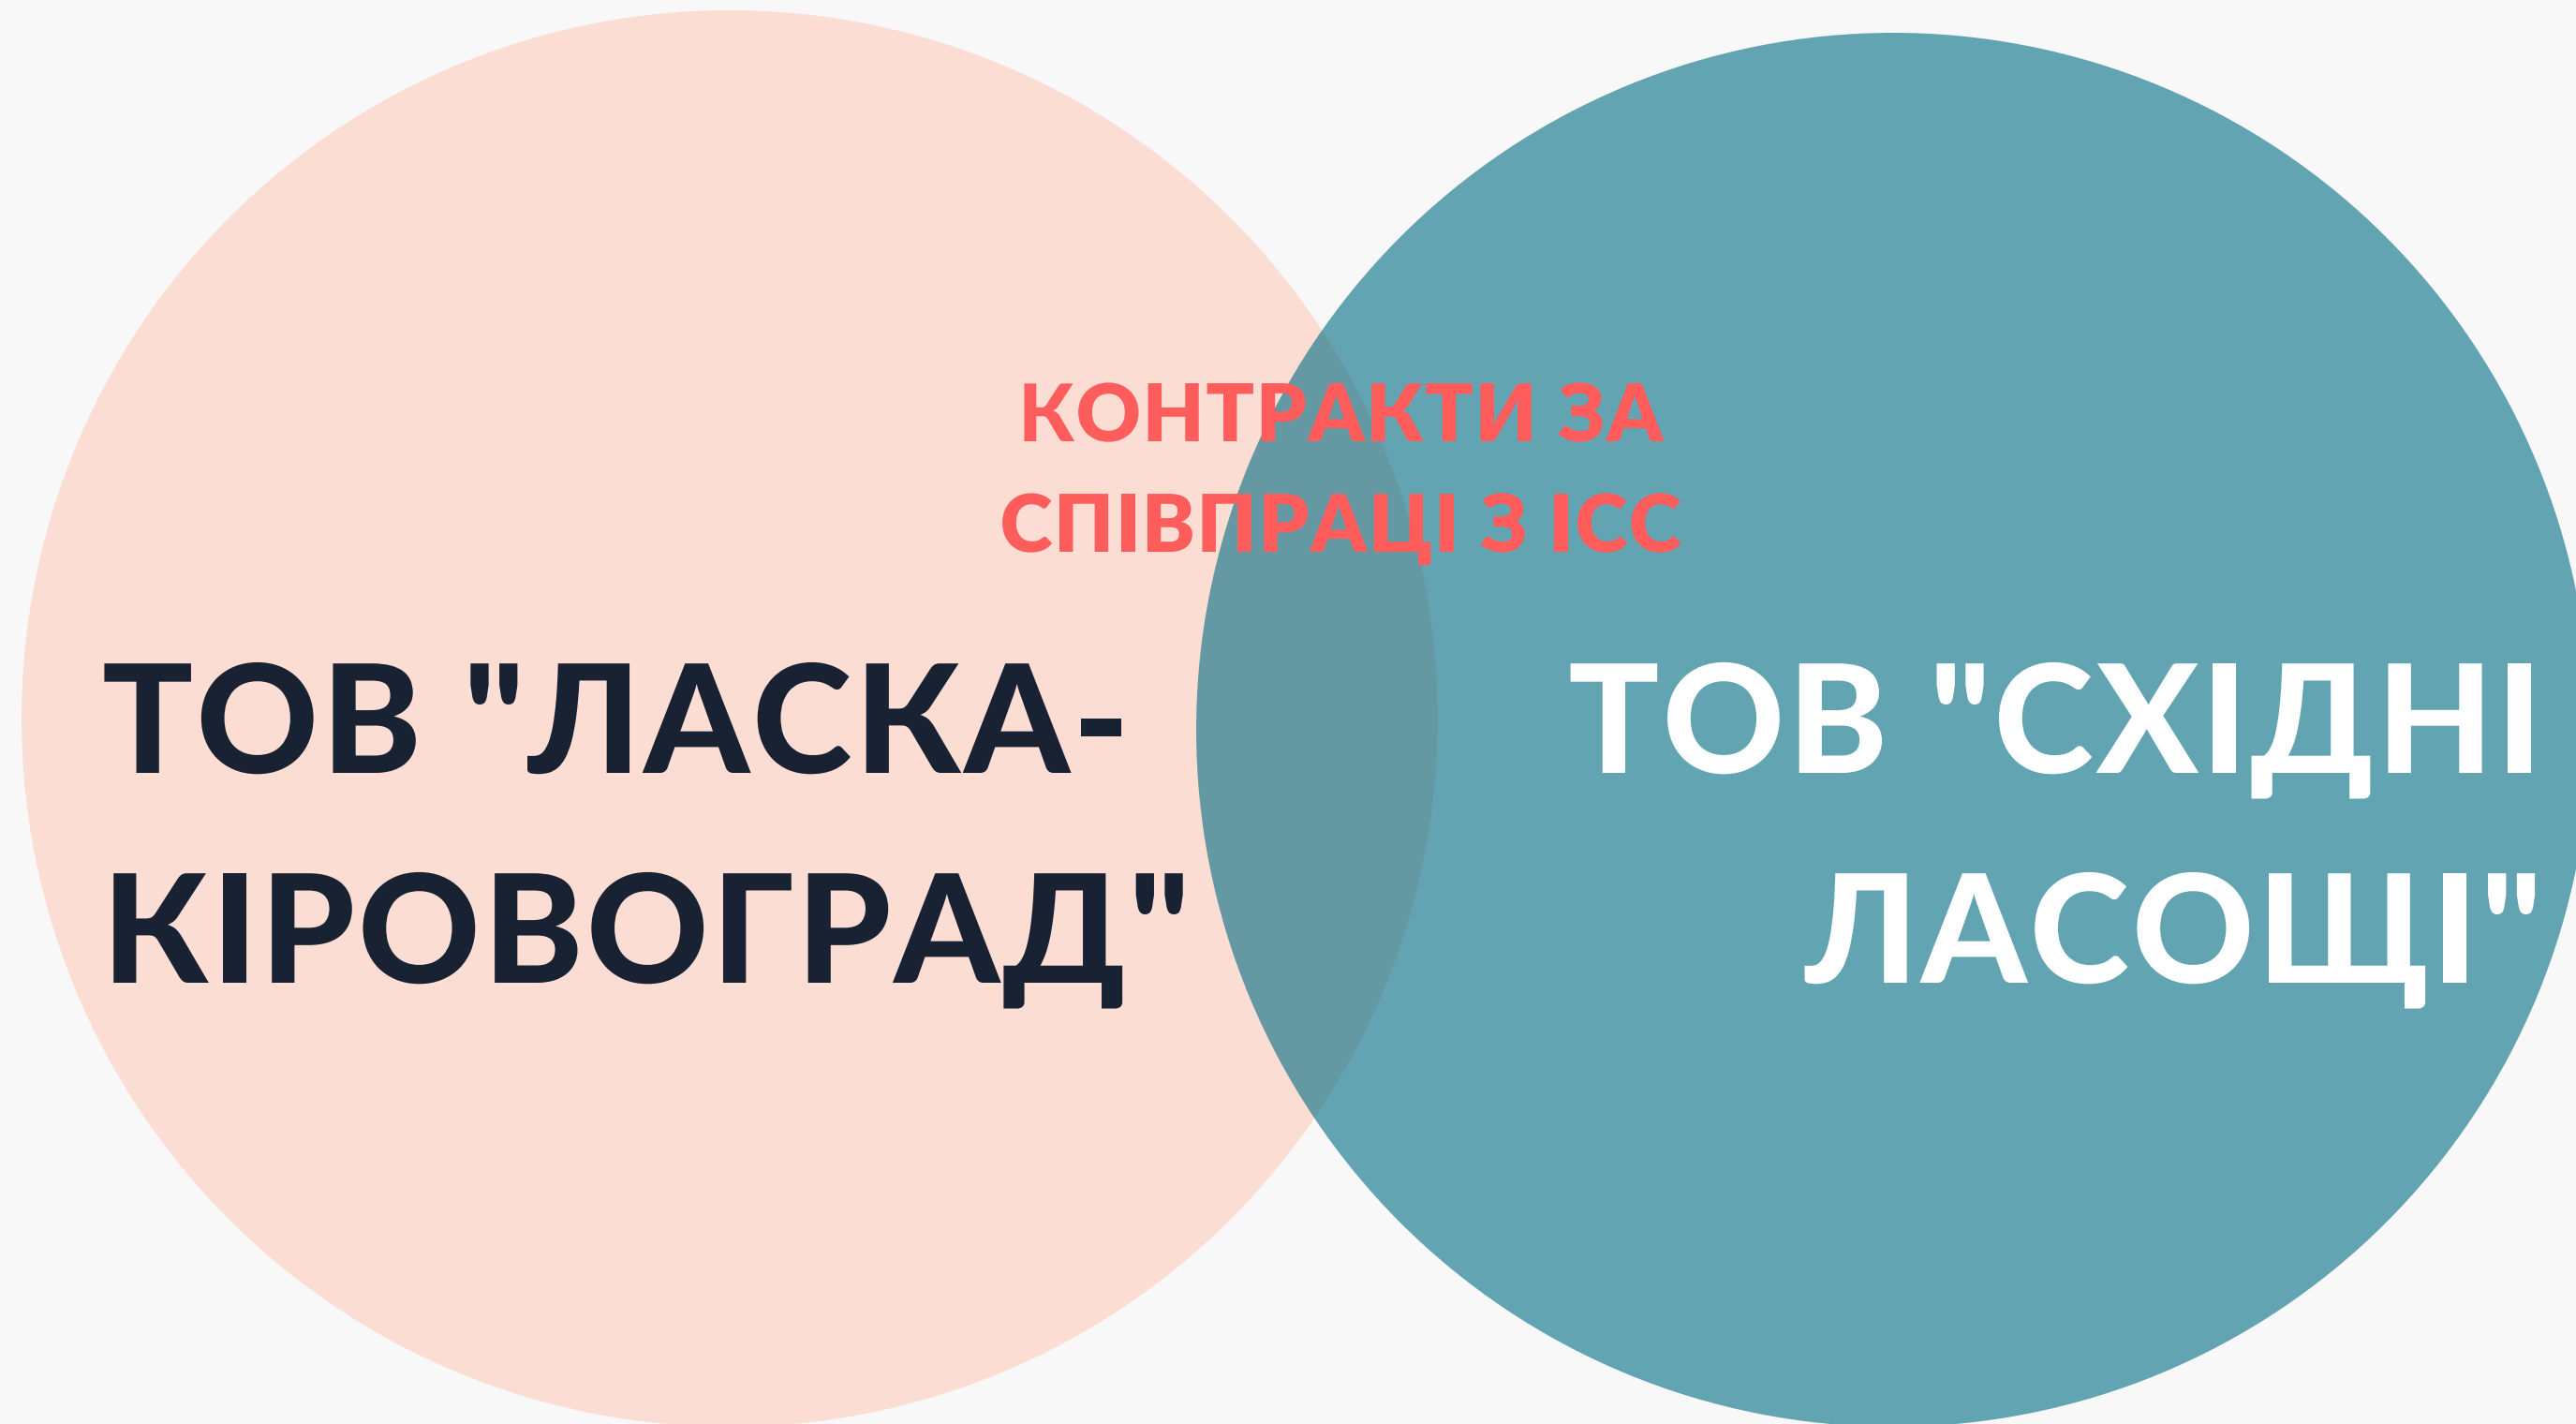 КОНТРАКТИ ЗА
СПІВПРАЦІ З ІСС
ТОВ "ЛАСКА-
КІРОВОГРАД"
ТОВ "СХІДНІ
ЛАСОЩІ"